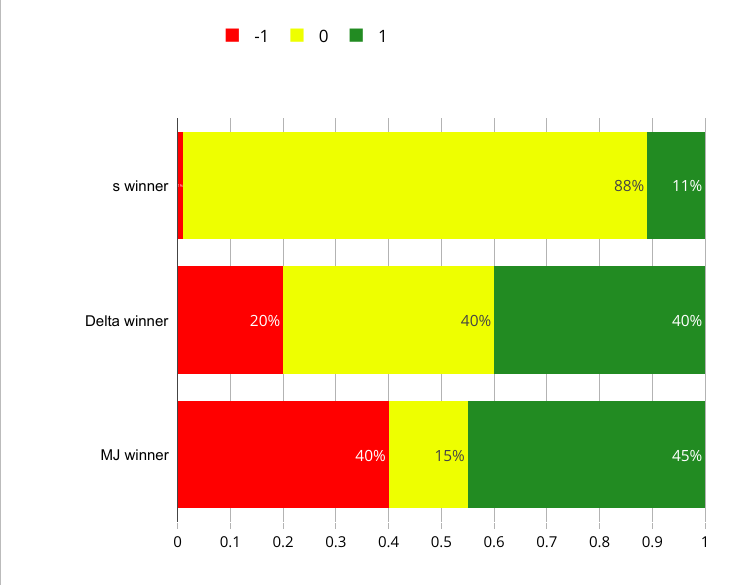 -1 0 1
s winner 88% 11%
Delta winner 20% 40% 40%
MJ winner 40% 15% 45%
0 0.1 0.2 0.3 0.4 0.5 0.6 0.7 0.8 0.9 1